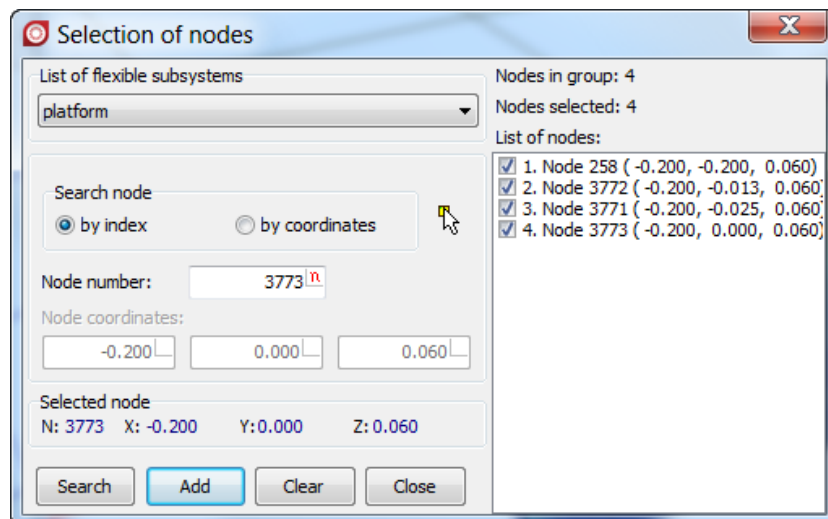 Selection of nodes
X
List of flexible subsystems
platform
Search node
by index
by coordinates
Node number:
3773 n
Node coordinates:
-0.200
0.000
0.060
Selected node
N: 3773 X: -0.200 Y:0.000 Z: 0.060
Search
Add
Clear
Close
Nodes in group: 4
Nodes selected: 4
List of nodes:
1. Node 258 ( -0.200, -0.200, 0.060)
2. Node 3772 ( -0.200, -0.013, 0.060)
3. Node 3771 ( -0.200, -0.025, 0.060)
4. Node 3773 ( -0.200, 0.000, 0.060)